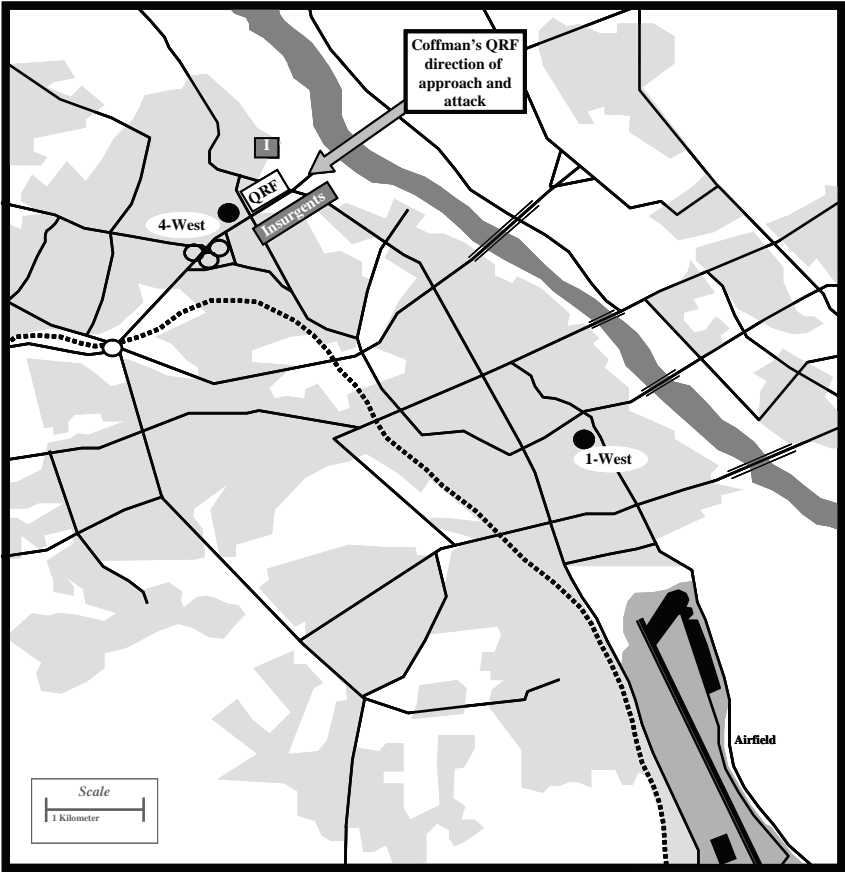 Coffman's QRF
direction of
approach and
attack
I
QRF
Insurgents
4-West
1-West
Airfield
Scale
1 Kilometer